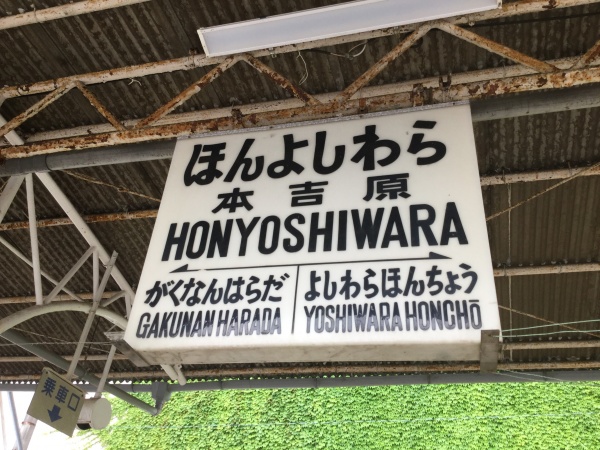 ほんよしわら
本吉原
HONYOSHIWARA
がくなんはらだ
よしわらほんちょう
GAKUNAN HARADA
YOSHIWARA HONCHŌ
乗車口